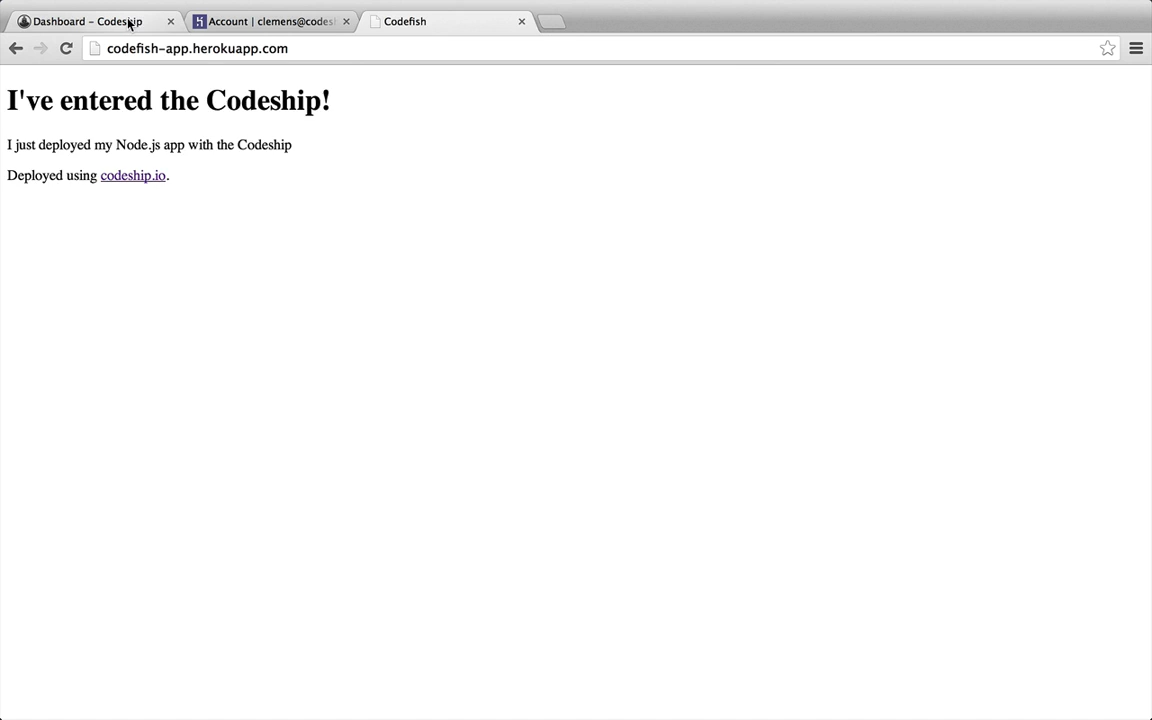 Dashboard - Codeship
Account | clemens@codes
Codefish
codefish-app.herokuapp.com
I've entered the Codeship!
I just deployed my Node.js app with the Codeship
Deployed using codeship.io.